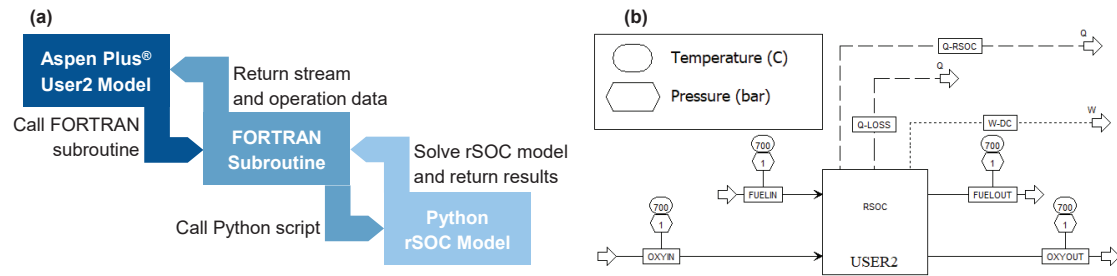 (a)
Aspen Plus®
User2 Model
Return stream
and operation data
Call FORTRAN
subroutine
FORTRAN
Subroutine
Solve rSOC model
and return results
Call Python script
Python
rSOC Model
(b)
Temperature (C)
Pressure (bar)
Q-RSOC
Q
Q
Q-LOSS
W-DC
W
700
1
FUELIN
700
1
FUELOUT
RSOC
700
1
OXYIN
USER2
700
1
OXYOUT